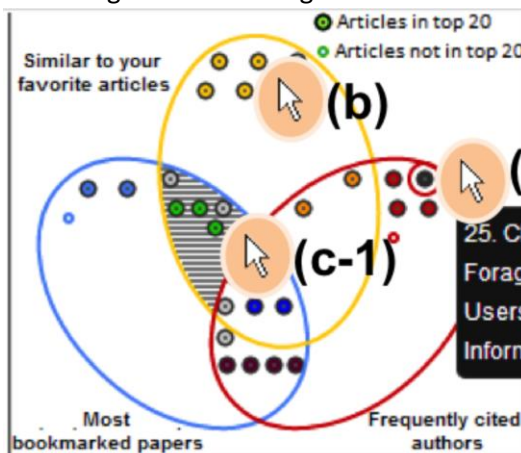 Articles in top 20
Articles not in top 20
Similar to your
favorite articles
(b)
(
(c-1)
25. C
Forag
Users
Inform
Most
bookmarked papers
Frequently cited
authors